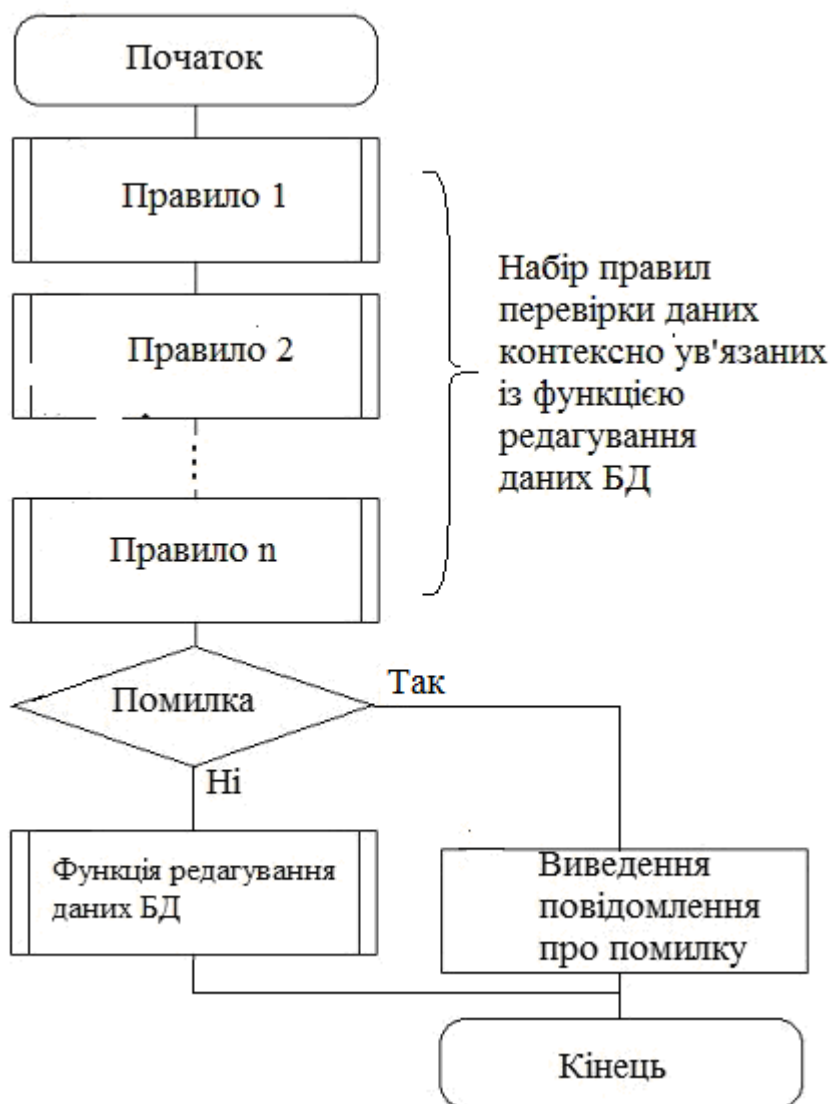 Початок
Правило 1
Правило 2
Правило n
Набір правил
перевірки даних
контексно ув'язаних
із функцією
редагування
даних БД
Помилка
Так
Ні
Функція редагування
даних БД
Виведення
повідомлення
про помилку
Кінець